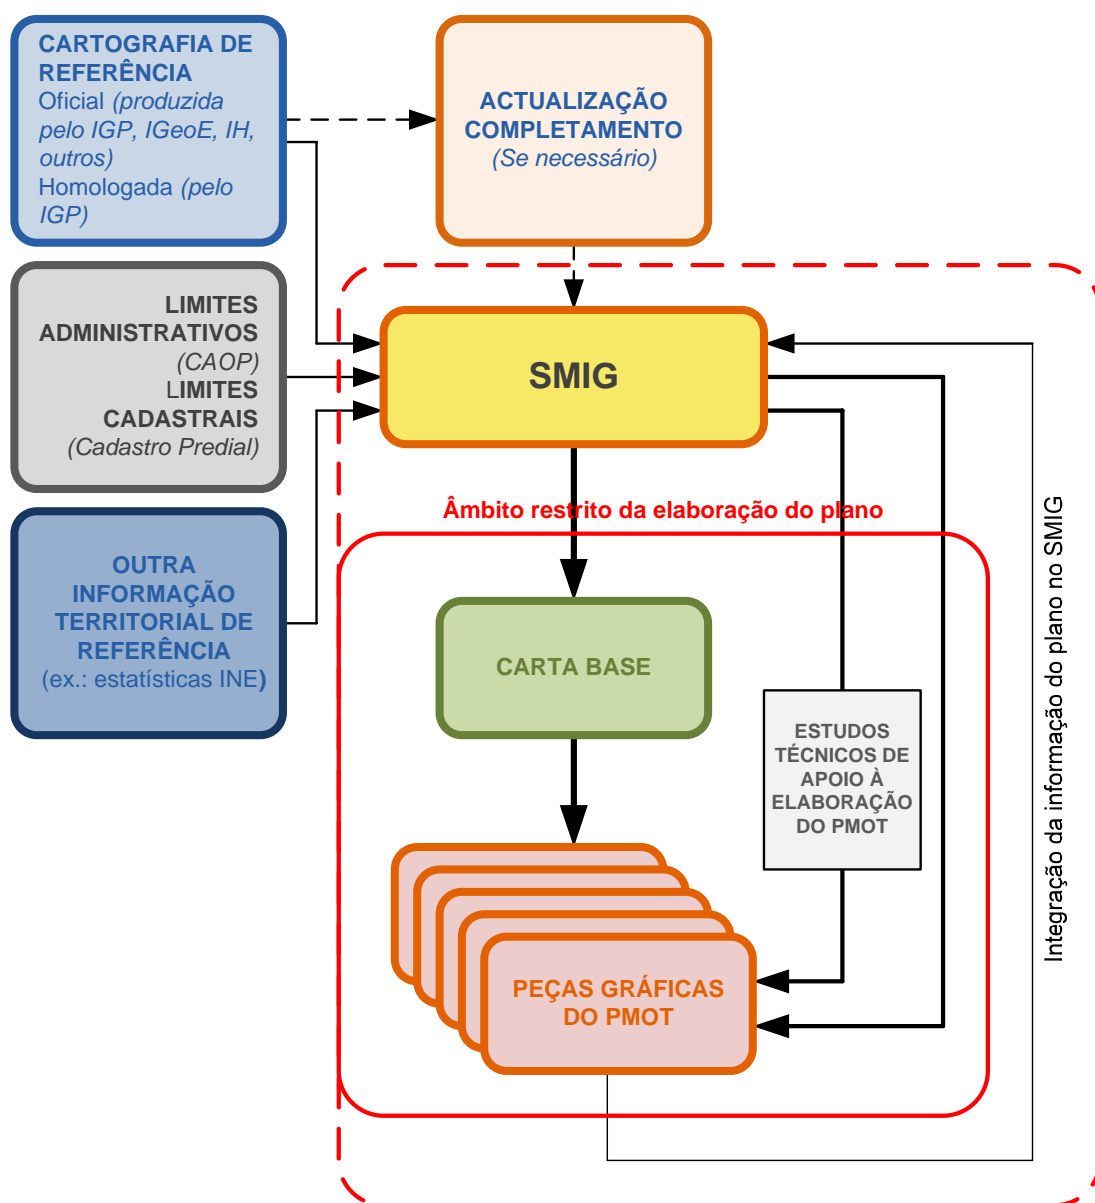 CARTOGRAFIA DE
REFERÊNCIA
Oficial (produzida
pelo IGP, IGeoE, IH,
outros)
Homologada (pelo
IGP)
ACTUALIZAÇÃO
COMPLETAMENTO
(Se necessário)
LIMITES
ADMINISTRATIVOS
(CAOP)
LIMITES
CADASTRAIS
(Cadastro Predial)
SMIG
OUTRA
INFORMAÇÃO
TERRITORIAL DE
REFERÊNCIA
(ex.: estatísticas INE)
Âmbito restrito da elaboração do plano
CARTA BASE
ESTUDOS
TÉCNICOS DE
APOIO À
ELABORAÇÃO
DO PMOT
PEÇAS GRÁFICAS
DO PMOT
Integração da informação do plano no SMIG